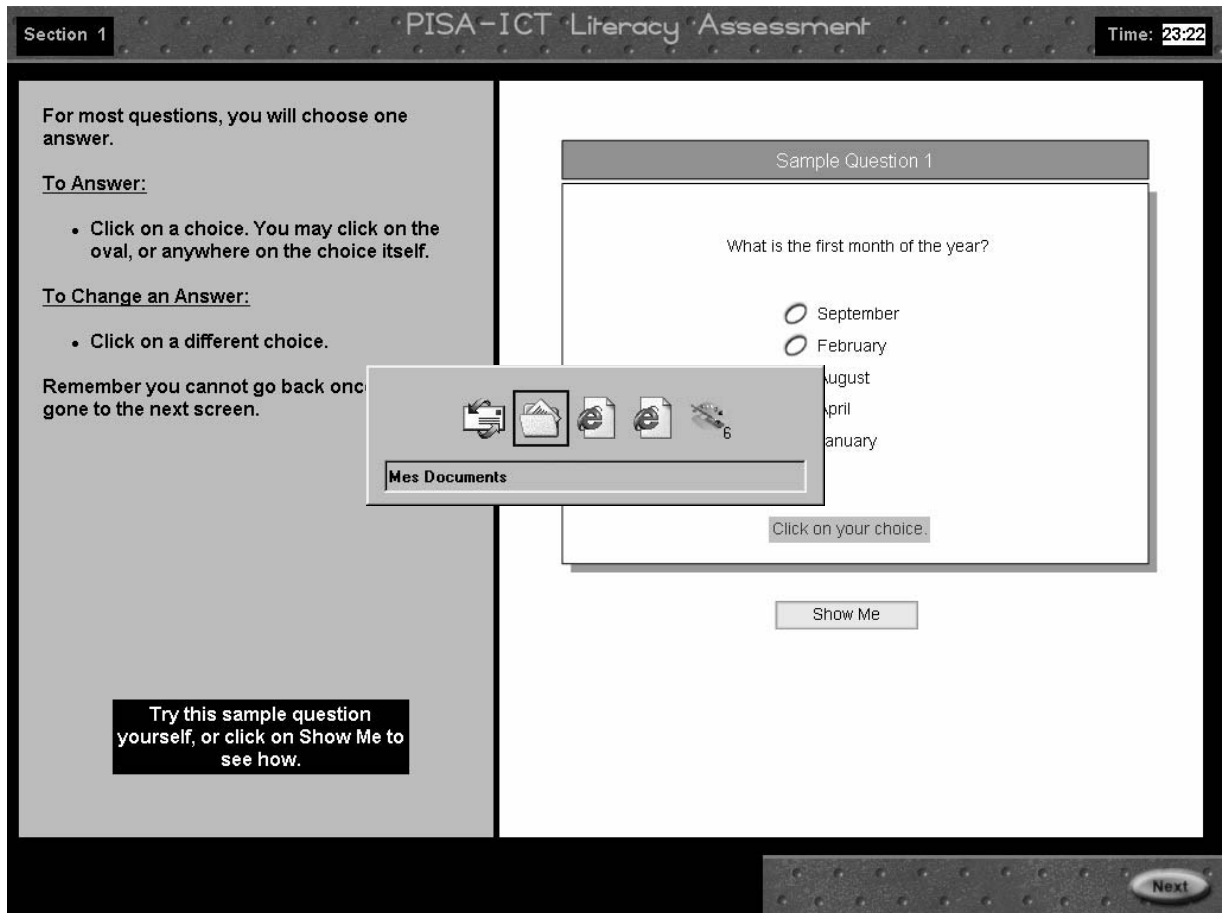 Section 1
PISA-ICT Literacy Assessment
Time: 23:22
For most questions, you will choose one
answer.
To Answer:
• Click on a choice. You may click on the
oval, or anywhere on the choice itself.
To Change an Answer:
• Click on a different choice.
Remember you cannot go back once
gone to the next screen.
Try this sample question
yourself, or click on Show Me to
see how.
Sample Question 1
What is the first month of the year?
September
February
ugust
pril
anuary
6
Mes Documents
Click on your choice.
Show Me
Next